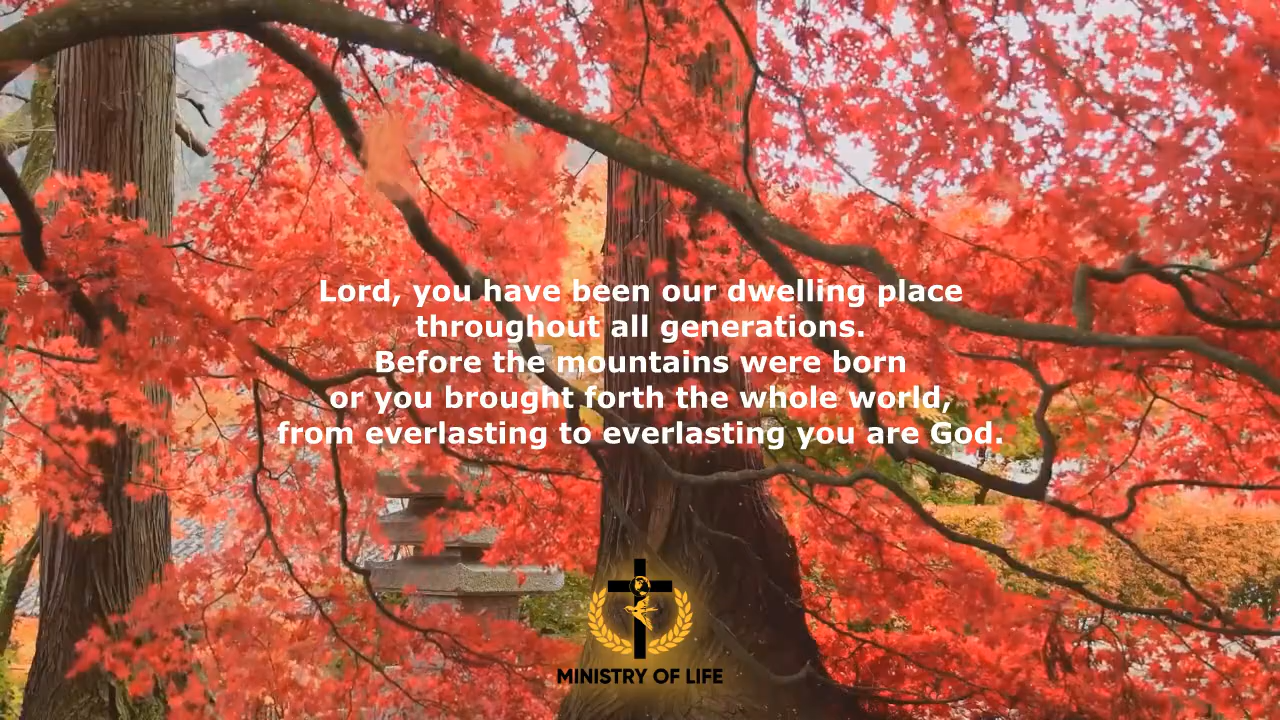 Lord, you have been our dwelling place
throughout all generations.
Before the mountains were born
or you brought forth the whole world,
from everlasting to everlasting you are God.
MINISTRY OF LIFE